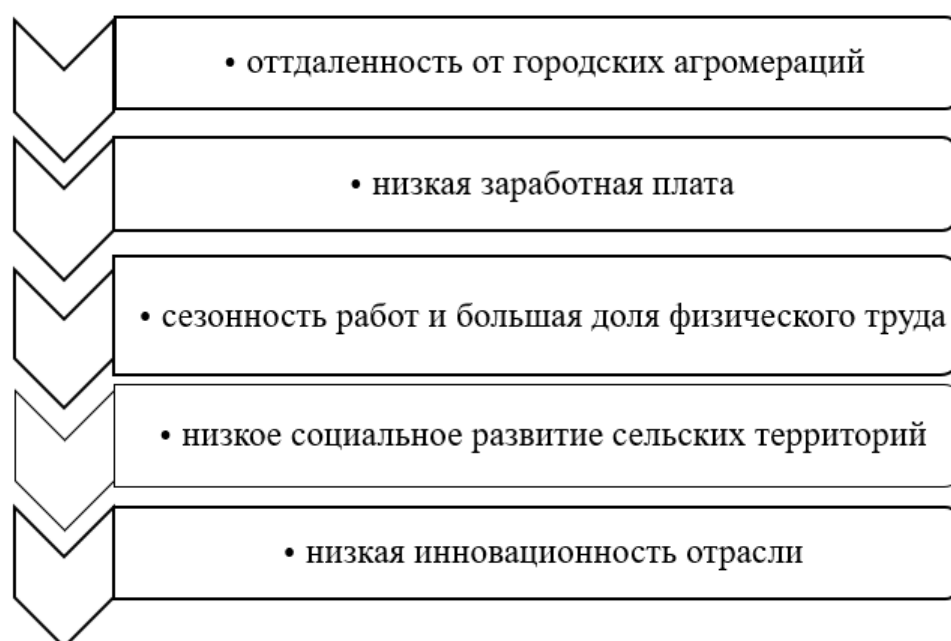 • оттдаленность от городских агромераций
• низкая заработная плата
• сезонность работ и большая доля физического труда
• низкое социальное развитие сельских территорий
• низкая инновационность отрасли